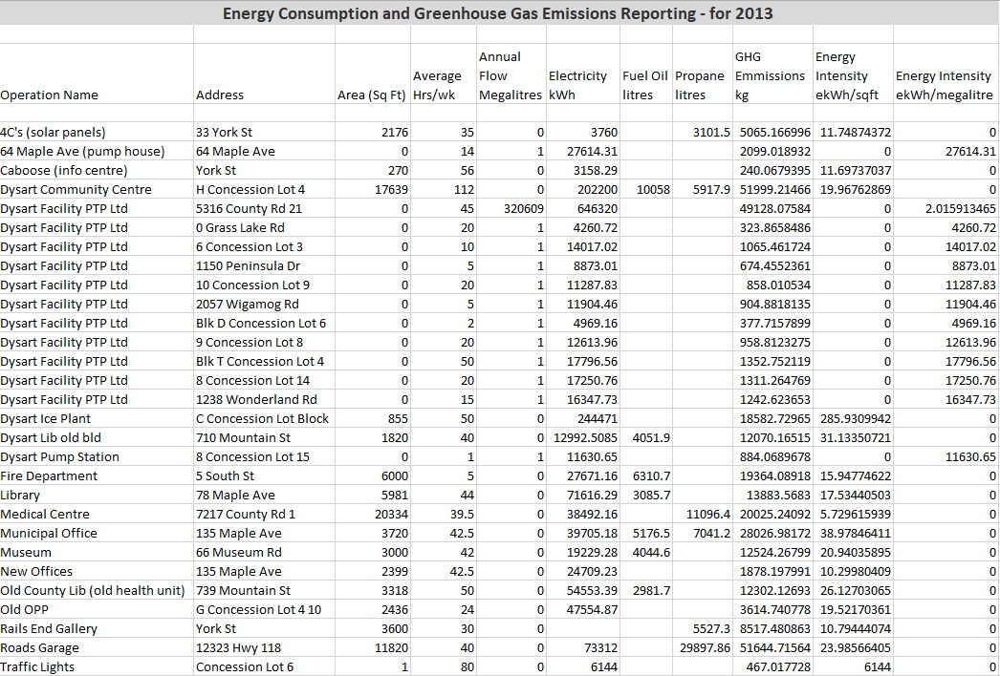 Energy Consumption and Greenhouse Gas Emissions Reporting - for 2013
Operation Name Address Area (Sq Ft) Average Hrs/wk Annual Flow Megalitres Electricity kWh Fuel Oil litres Propane litres GHG Emmissions kg Energy Intensity ekWh/sqft Energy Intensity ekWh/megalitre
4C's (solar panels) 33 York St 2176 35 0 3760 3101.5 5065.166996 11.74874372 0
64 Maple Ave (pump house) 64 Maple Ave 0 14 1 27614.31 2099.018932 0 27614.31
Caboose (info centre) York St 270 56 0 3158.29 240.0679395 11.69737037 0
Dysart Community Centre H Concession Lot 4 17639 112 0 202200 10058 5917.9 51999.21466 19.96762869 0
Dysart Facility PTP Ltd 5316 County Rd 21 0 45 320609 646320 49128.07584 0 2.015913465
Dysart Facility PTP Ltd 0 Grass Lake Rd 0 20 1 4260.72 323.8658486 0 4260.72
Dysart Facility PTP Ltd 6 Concession Lot 3 0 10 1 14017.02 1065.461724 0 14017.02
Dysart Facility PTP Ltd 1150 Peninsula Dr 0 5 1 8873.01 674.4552361 0 8873.01
Dysart Facility PTP Ltd 10 Concession Lot 9 0 20 1 11287.83 858.010534 0 11287.83
Dysart Facility PTP Ltd 2057 Wigamog Rd 0 5 1 11904.46 904.8818135 0 11904.46
Dysart Facility PTP Ltd Blk D Concession Lot 6 0 2 1 4969.16 377.7157899 0 4969.16
Dysart Facility PTP Ltd 9 Concession Lot 8 0 20 1 12613.96 958.8123275 0 12613.96
Dysart Facility PTP Ltd Blk T Concession Lot 4 0 50 1 17796.56 1352.752119 0 17796.56
Dysart Facility PTP Ltd 8 Concession Lot 14 0 20 1 17250.76 1311.264769 0 17250.76
Dysart Facility PTP Ltd 1238 Wonderland Rd 0 15 1 16347.73 1242.623653 0 16347.73
Dysart Ice Plant C Concession Lot Block 855 50 0 244471 18582.72965 285.9309942 0
Dysart Lib old bld 710 Mountain St 1820 40 0 12992.5085 4051.9 12070.16515 31.13350721 0
Dysart Pump Station 8 Concession Lot 15 0 1 1 11630.65 884.0689678 0 11630.65
Fire Department 5 South St 6000 5 0 27671.16 6310.7 19364.08918 15.94774622 0
Library 78 Maple Ave 5981 44 0 71616.29 3085.7 13883.5683 17.53440503 0
Medical Centre 7217 County Rd 1 20334 39.5 0 38492.16 11096.4 20025.24092 5.729615939 0
Municipal Office 135 Maple Ave 3720 42.5 0 39705.18 5176.5 7041.2 28026.98172 38.97846411 0
Museum 66 Museum Rd 3000 42 0 19229.28 4044.6 12524.26799 20.94035895 0
New Offices 135 Maple Ave 2399 42.5 0 24709.23 1878.197991 10.29980409 0
Old County Lib (old health unit) 739 Mountain St 3318 50 0 54553.39 2981.7 12302.12693 26.12703065 0
Old OPP G Concession Lot 4 10 2436 24 0 47554.87 3614.740778 19.52170361 0
Rails End Gallery York St 3600 30 0 5527.3 8517.480863 10.79444074 0
Roads Garage 12323 Hwy 118 11820 40 0 73312 29897.86 51644.71564 23.98566405 0
Traffic Lights Concession Lot 6 1 80 0 6144 467.017728 6144 0